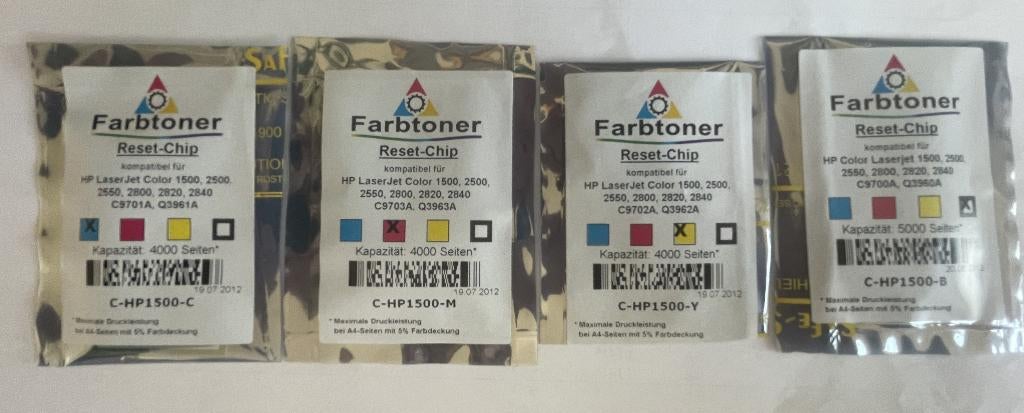 Farbtoner
Reset-Chip
kompatibel für
HP LaserJet Color 1500, 2500,
2550, 2800, 2820, 2840
C9701A, Q3961A
X
Kapazität: 4000 Seiten*
19.07.2012
C-HP1500-C
* Maximale Druckleistung
bei A4-Seiten mit 5% Farbdeckung
Farbtoner
Reset-Chip
kompatibel für
HP LaserJet Color 1500, 2500,
2550, 2800, 2820, 2840
C9703A, Q3963A
X
Kapazität: 4000 Seiten*
19.07.2012
C-HP1500-M
* Maximale Druckleistung
bei A4-Seiten mit 5% Farbdeckung
Farbtoner
Reset-Chip
kompatibel für
HP LaserJet Color 1500, 2500,
2550, 2800, 2820, 2840
C9702A, Q3962A
X
Kapazität: 4000 Seiten*
19.07.2012
C-HP1500-Y
* Maximale Druckleistung
bei A4-Seiten mit 5% Farbdeckung
Farbtoner
Reset-Chip
kompatibel für
HP Color Laserjet 1500, 2500,
2550, 2800, 2820, 2840
C9700A, Q3960A
X
Kapazität: 5000 Seiten*
C-HP1500-B
* Maximale Druckleistung
bei A4-Seiten mit 5% Farbdeckung